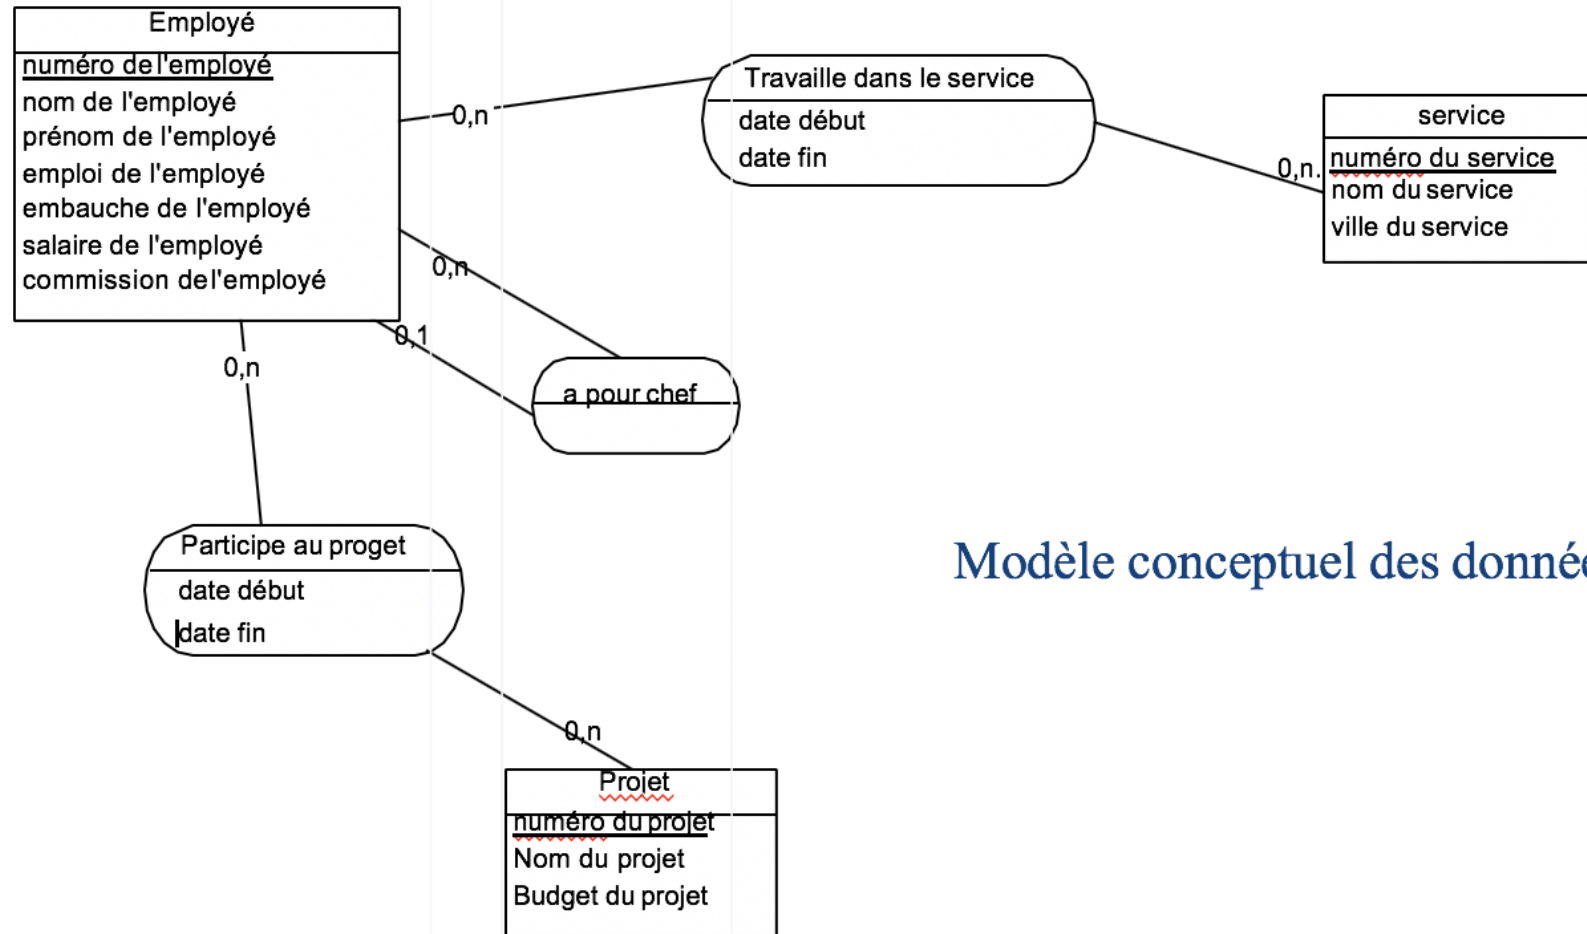 Employé
numéro de l'employé
nom de l'employé
prénom de l'employé
emploi de l'employé
embauche de l'employé
salaire de l'employé
commission de l'employé
0,n
Travaille dans le service
date début
date fin
0,n.
service
numéro du service
nom du service
ville du service
0,n
0,1
a pour chef
0,n
Participe au proget
date début
date fin
Modèle conceptuel des donné
0,n
Projet
numéro du projet
Nom du projet
Budget du projet